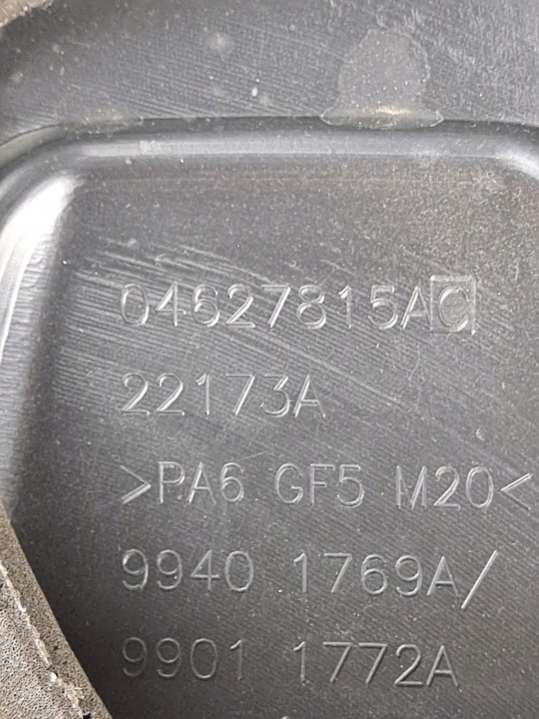 04627815AC
22173A
>PA6 GF5 M20<
9940 1769A/
9901 1772A